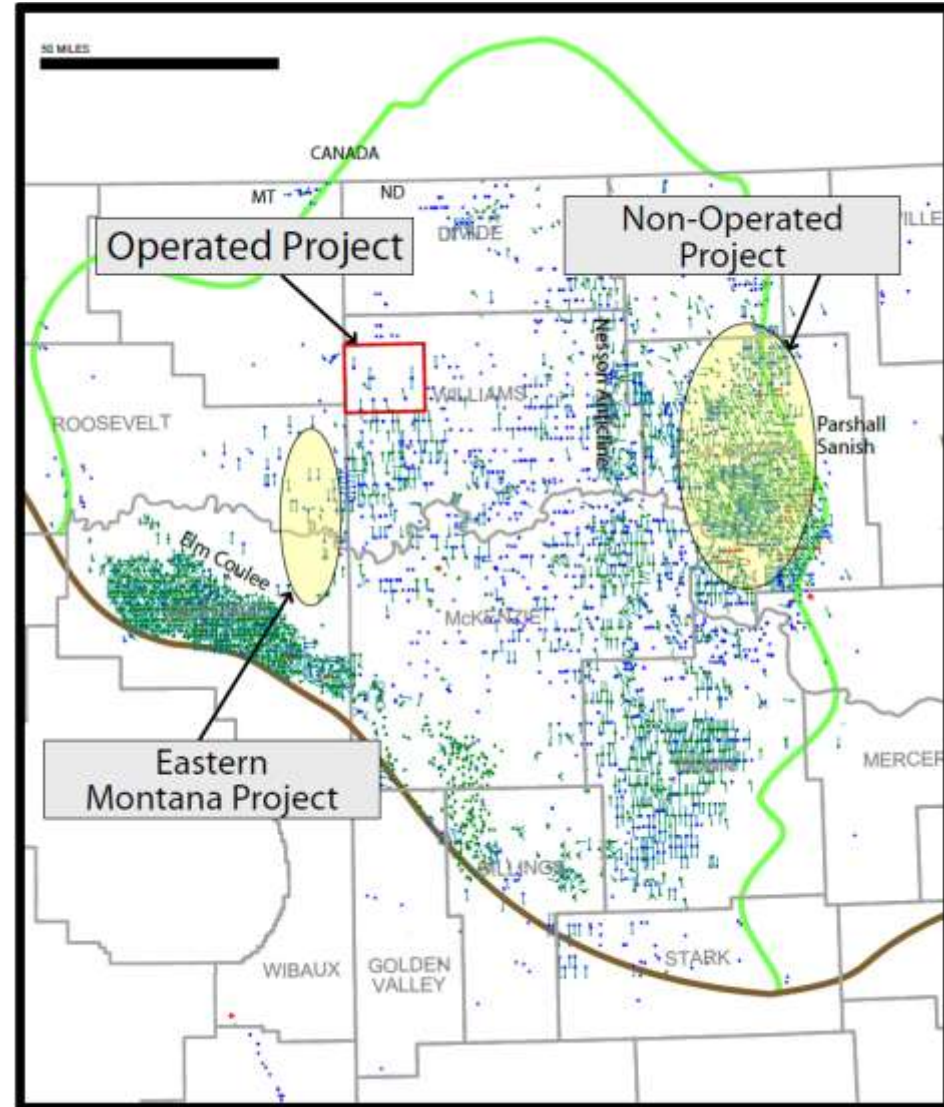 50 MILES
CANADA
MT
ND
DIVIDE
Operated Project
Non-Operated
Project
Nesson Anticline
WILLIAMS
ROOSEVELT
Parshall
Sanish
Elm Coulee
McKENZIE
Eastern
Montana Project
MERCER
BILLINGS
STARK
WIBAUX
GOLDEN
VALLEY